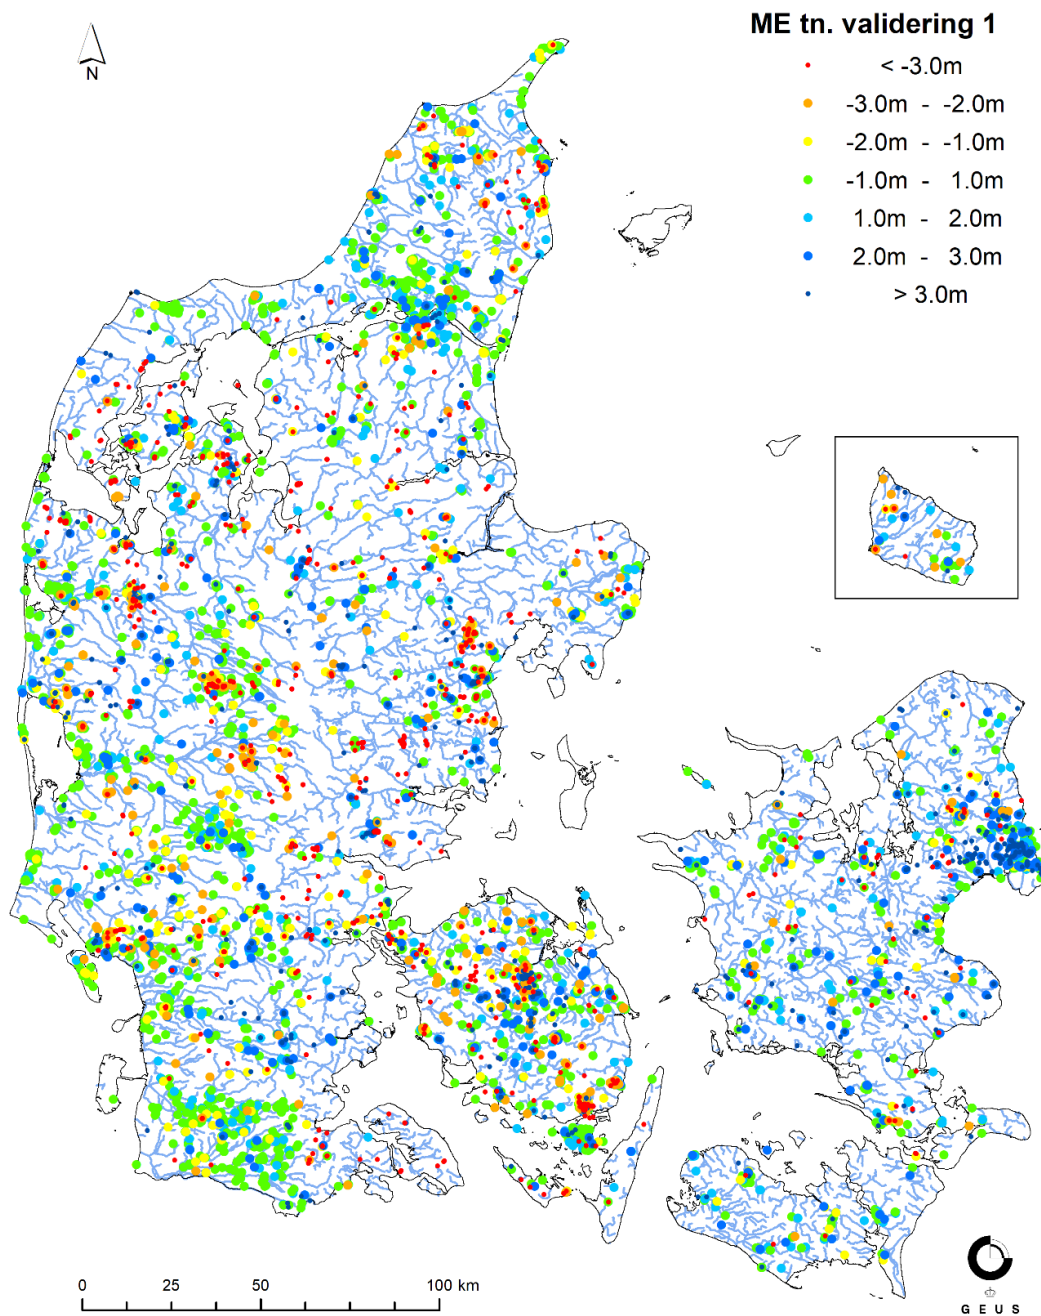 ME tn. validering 1
< -3.0m
-3.0m - -2.0m
-2.0m - -1.0m
-1.0m - 1.0m
1.0m - 2.0m
2.0m - 3.0m
> 3.0m
N
0 25 50 100 km
G E U S